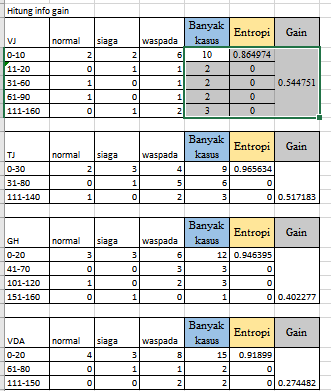 Hitung info gain
VJ normal siaga waspada Banyak kasus Entropi Gain
0-10 2 2 6 10 0.864974
11-20 0 1 1 2 0
31-60 1 0 1 2 0 0.544751
61-90 1 0 1 2 0
111-160 0 1 2 3 0
TJ normal siaga waspada Banyak kasus Entropi Gain
0-30 2 3 4 9 0.965634
31-80 0 1 5 6 0
111-140 1 0 2 3 0 0.517183
GH normal siaga waspada Banyak kasus Entropi Gain
0-20 3 3 6 12 0.946395
41-70 0 0 3 3 0
101-120 1 0 2 3 0
151-160 0 1 0 1 0 0.402277
VDA normal siaga waspada Banyak kasus Entropi Gain
0-20 4 3 8 15 0.91899
61-80 0 1 1 2 0
111-150 0 0 2 2 0 0.274482